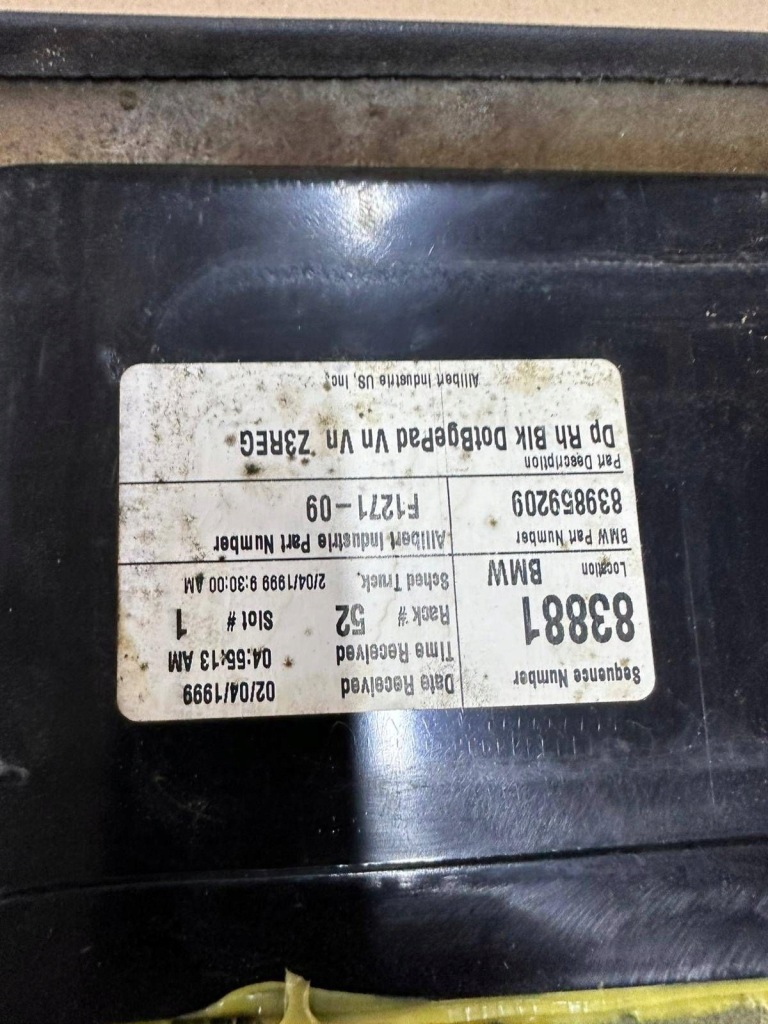 Sequence Number
83881
Location BMW
Date Received 02/04/1999
Time Received 04:55:13 AM
Rack # 52 Slot # 1
Sched Truck. 2/04/1999 9:30:00 AM
BMW Part Number
839859209
Allibert Industrie Part Number
F1271-09
Part Description
Dp Rh Blk DotBgePad Vn Vn Z3REG
Allibert Industrie US, Inc.